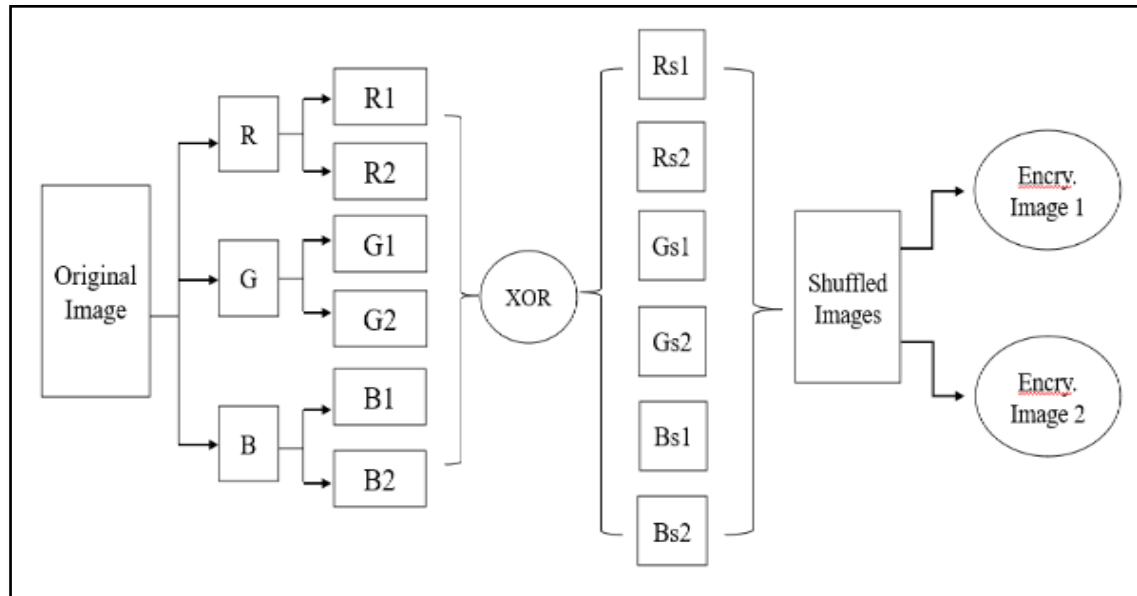 Original
Image
R
G
B
R1
R2
G1
G2
B1
B2
XOR
Rs1
Rs2
Gs1
Gs2
Bs1
Bs2
Shuffled
Images
Encry.
Image 1
Encry.
Image 2